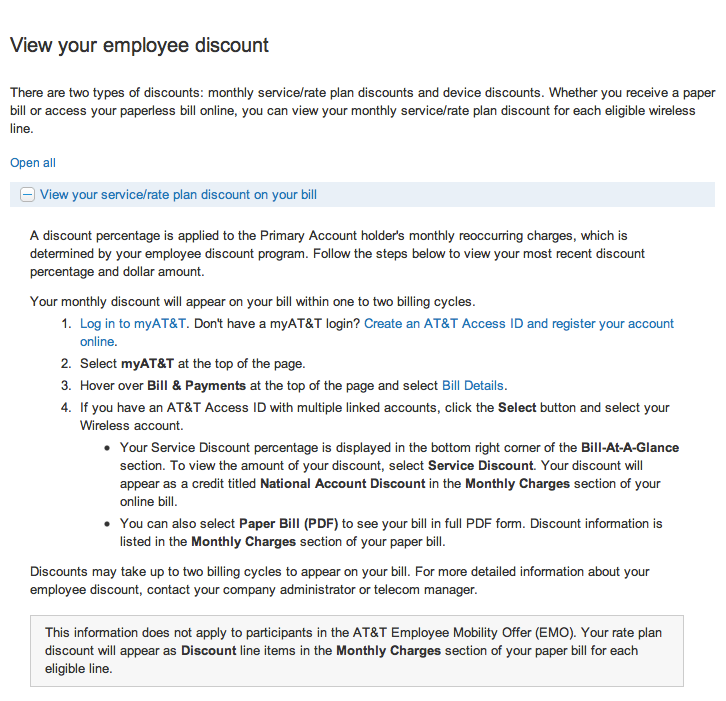 View your employee discount
There are two types of discounts: monthly service/rate plan discounts and device discounts. Whether you receive a paper
bill or access your paperless bill online, you can view your monthly service/rate plan discount for each eligible wireless
line.
Open all
View your service/rate plan discount on your bill
A discount percentage is applied to the Primary Account holder's monthly reoccurring charges, which is
determined by your employee discount program. Follow the steps below to view your most recent discount
percentage and dollar amount.
Your monthly discount will appear on your bill within one to two billing cycles.
1. Log in to myAT&T. Don't have a myAT&T login? Create an AT&T Access ID and register your account
online.
2. Select myAT&T at the top of the page.
3. Hover over Bill & Payments at the top of the page and select Bill Details.
4. If you have an AT&T Access ID with multiple linked accounts, click the Select button and select your
Wireless account.
• Your Service Discount percentage is displayed in the bottom right corner of the Bill-At-A-Glance
section. To view the amount of your discount, select Service Discount. Your discount will
appear as a credit titled National Account Discount in the Monthly Charges section of your
online bill.
• You can also select Paper Bill (PDF) to see your bill in full PDF form. Discount information is
listed in the Monthly Charges section of your paper bill.
Discounts may take up to two billing cycles to appear on your bill. For more detailed information about your
employee discount, contact your company administrator or telecom manager.
This information does not apply to participants in the AT&T Employee Mobility Offer (EMO). Your rate plan
discount will appear as Discount line items in the Monthly Charges section of your paper bill for each
eligible line.